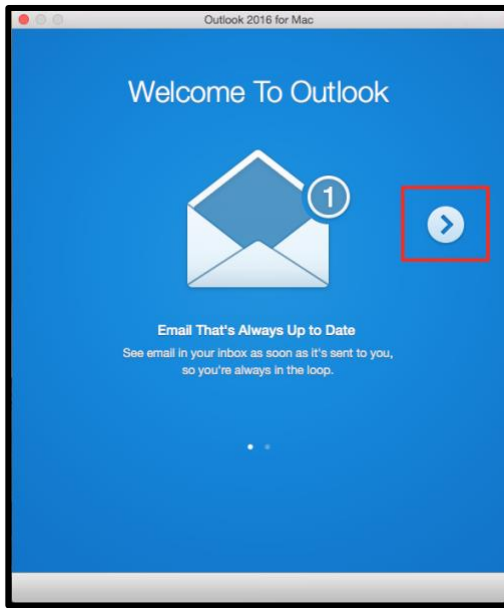 Outlook 2016 for Mac
Welcome To Outlook
1
Email That's Always Up to Date
See email in your inbox as soon as it's sent to you,
so you're always in the loop.